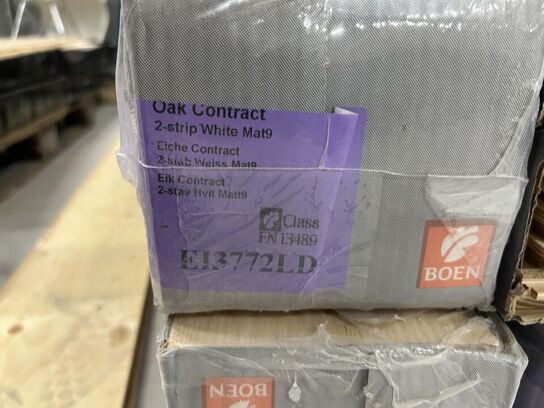 Oak Contract
2-strip White Mat9
Eiche Contract
2-stab Weiss Mat9
Eik Contract
2-stav Hvit Matt9
Class
EN 13489
EI3772LD
BOEN
BOEN